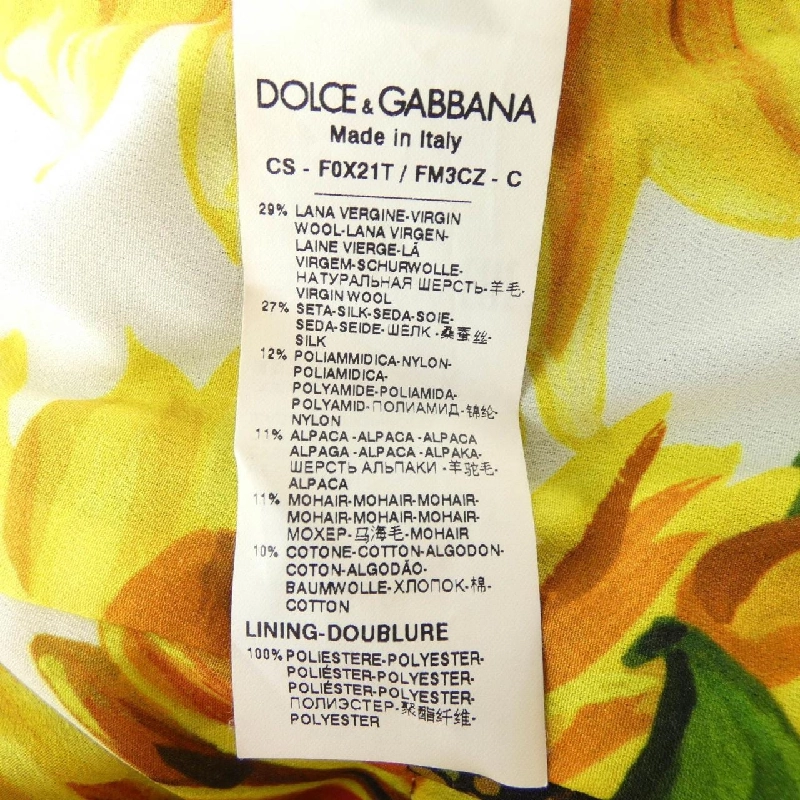 DOLCE & GABBANA
Made in Italy
CS - F0X21T / FM3CZ - C
29% LANA VERGINE-VIRGIN
WOOL-LANA VIRGEN-
LAINE VIERGE-LÃ
VIRGEM-SCHURWOLLE-
НАТУРАЛЬНАЯ ШЕРСТЬ-羊毛-
VIRGIN WOOL
27% SETA-SILK-SEDA-SOIE-
SEDA-SEIDE-ШЕЛК-桑蚕丝-
SILK
12% POLIAMMIDICA-NYLON-
POLIAMIDICA-
POLYAMIDE-POLIAMIDA-
POLYAMID-ПОЛИАМИД-锦纶-
NYLON
11% ALPACA -ALPACA -ALPACA
ALPAGA -ALPACA -ALPAKA-
ШЕРСТЬ АЛЬПАКИ -羊驼毛-
ALPACA
11% MOHAIR-MOHAIR-MOHAIR-
MOHAIR-MOHAIR-MOHAIR-
МОХЕР-马海毛-MOHAIR
10% COTONE-COTTON-ALGODON-
COTON-ALGODÃO-
BAUMWOLLE-ХЛОПОК-棉-
COTTON
LINING-DOUBLURE
100% POLIESTERE-POLYESTER-
POLIÉSTER-POLYESTER-
POLIÉSTER-POLYESTER-
ПОЛИЭСТЕР-聚酯纤维-
POLYESTER